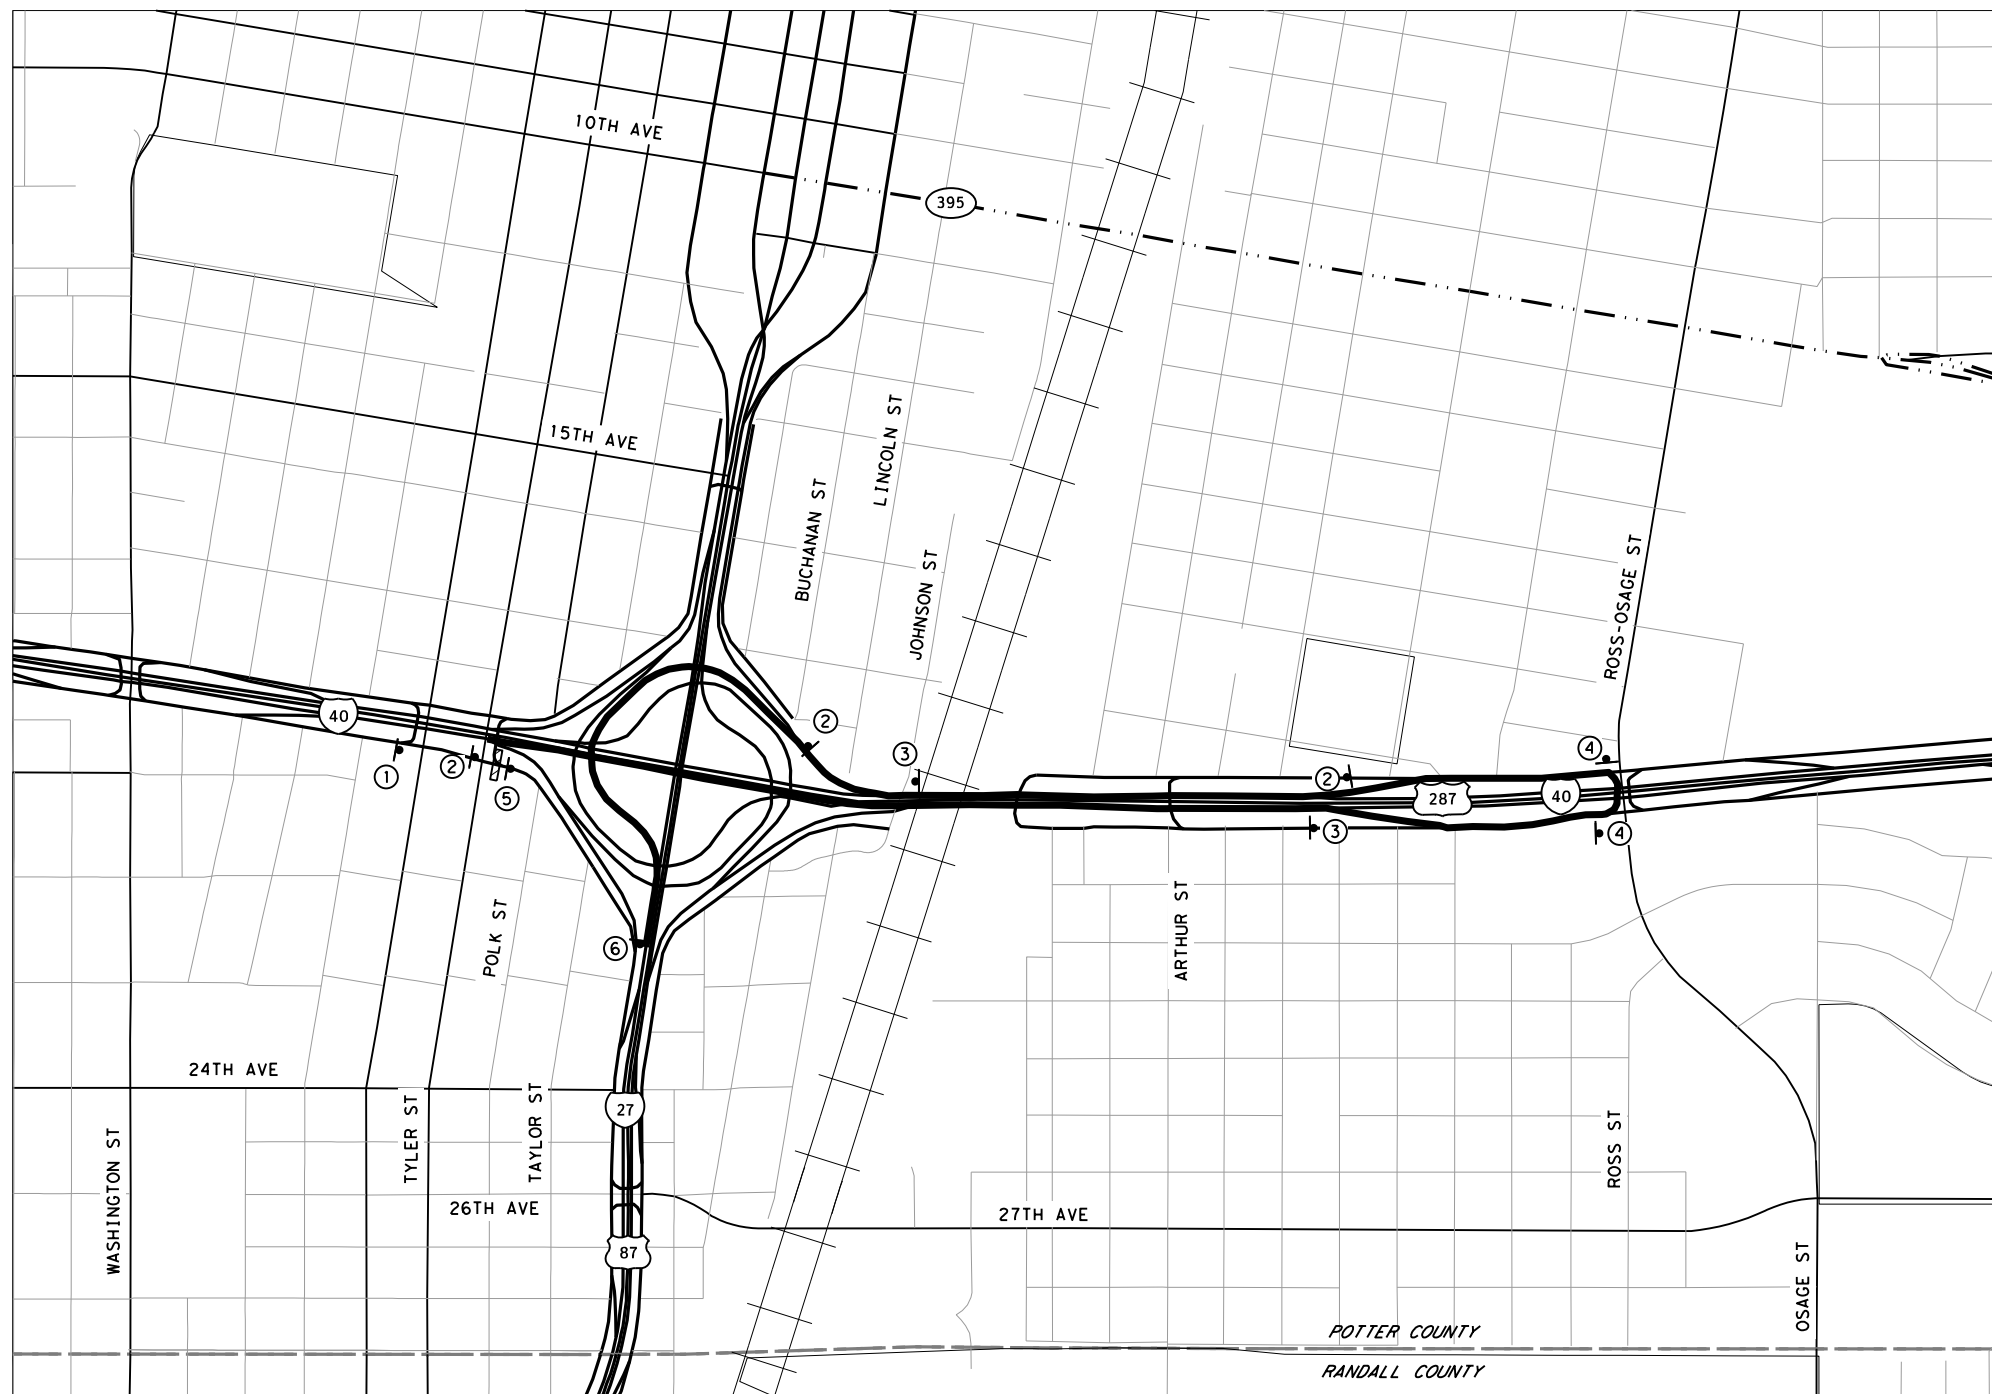 10TH AVE
395
15TH AVE
LINCOLN ST
BUCHANAN ST
JOHNSON ST
ROSS-OSAGE ST
40
2
3
4
1
2
5
2
287
40
3
4
6
POLK ST
ARTHUR ST
24TH AVE
27
TYLER ST
TAYLOR ST
WASHINGTON ST
ROSS ST
26TH AVE
27TH AVE
87
OSAGE ST
POTTER COUNTY
RANDALL COUNTY